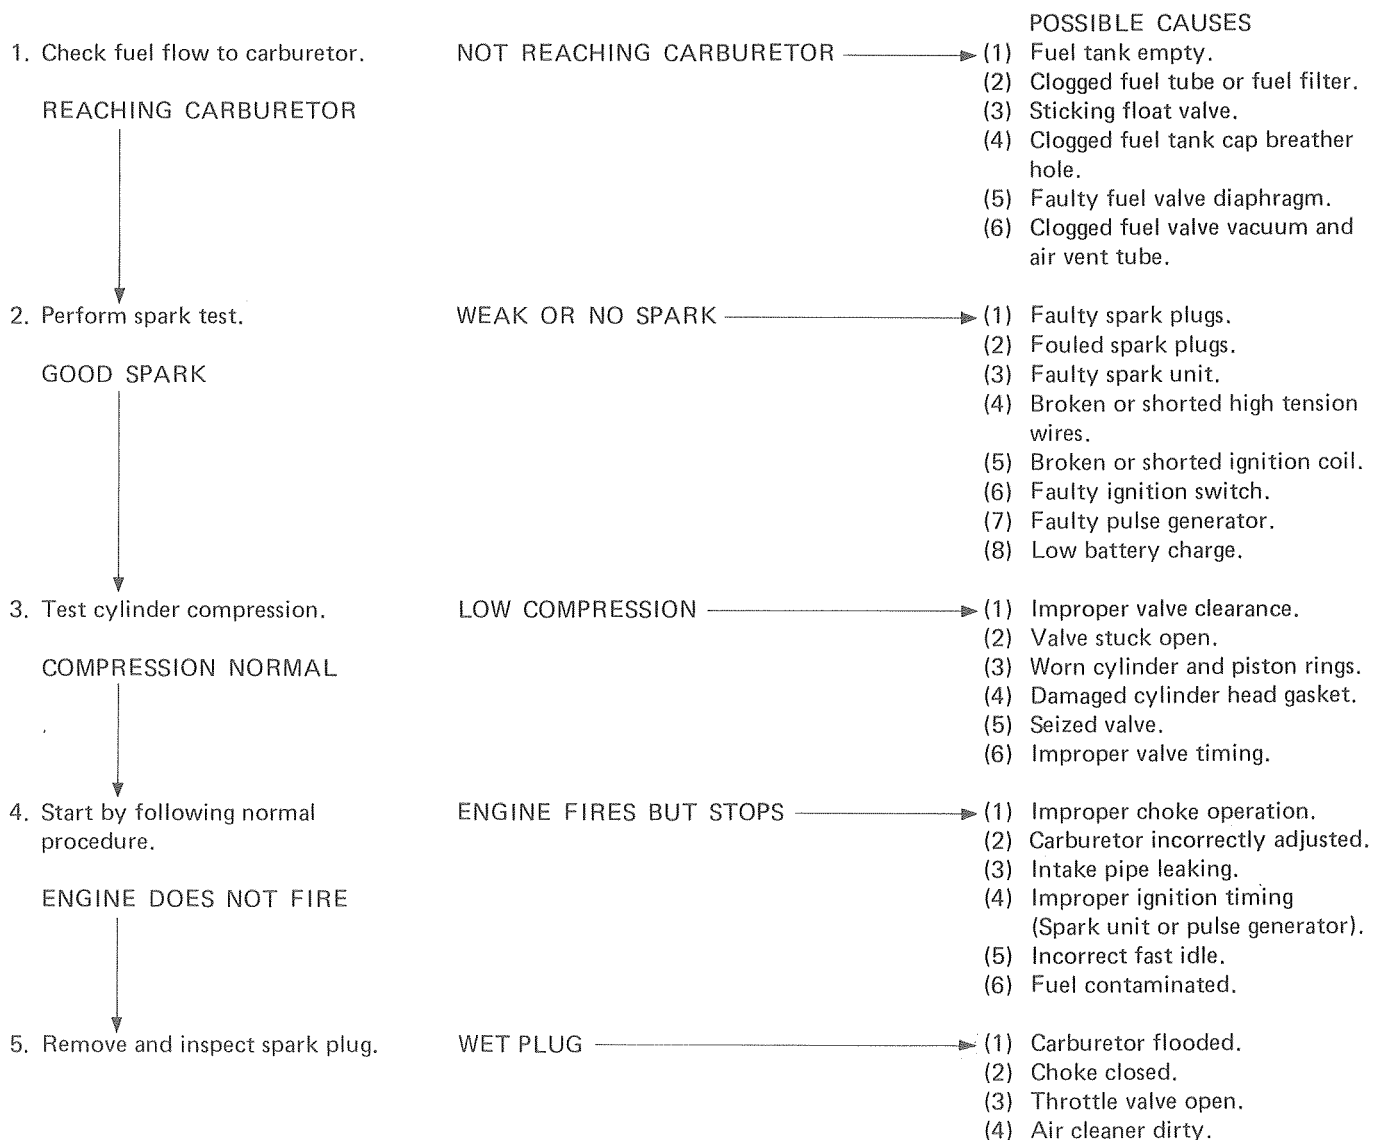 POSSIBLE CAUSES
1. Check fuel flow to carburetor.
NOT REACHING CARBURETOR
(1) Fuel tank empty.
(2) Clogged fuel tube or fuel filter.
REACHING CARBURETOR
(3) Sticking float valve.
(4) Clogged fuel tank cap breather
hole.
(5) Faulty fuel valve diaphragm.
(6) Clogged fuel valve vacuum and
air vent tube.
2. Perform spark test.
WEAK OR NO SPARK
(1) Faulty spark plugs.
(2) Fouled spark plugs.
GOOD SPARK
(3) Faulty spark unit.
(4) Broken or shorted high tension
wires.
(5) Broken or shorted ignition coil.
(6) Faulty ignition switch.
(7) Faulty pulse generator.
(8) Low battery charge.
3. Test cylinder compression.
LOW COMPRESSION
(1) Improper valve clearance.
(2) Valve stuck open.
COMPRESSION NORMAL
(3) Worn cylinder and piston rings.
(4) Damaged cylinder head gasket.
(5) Seized valve.
(6) Improper valve timing.
4. Start by following normal
procedure.
ENGINE FIRES BUT STOPS
(1) Improper choke operation.
(2) Carburetor incorrectly adjusted.
(3) Intake pipe leaking.
ENGINE DOES NOT FIRE
(4) Improper ignition timing
(Spark unit or pulse generator).
(5) Incorrect fast idle.
(6) Fuel contaminated.
5. Remove and inspect spark plug.
WET PLUG
(1) Carburetor flooded.
(2) Choke closed.
(3) Throttle valve open.
(4) Air cleaner dirty.